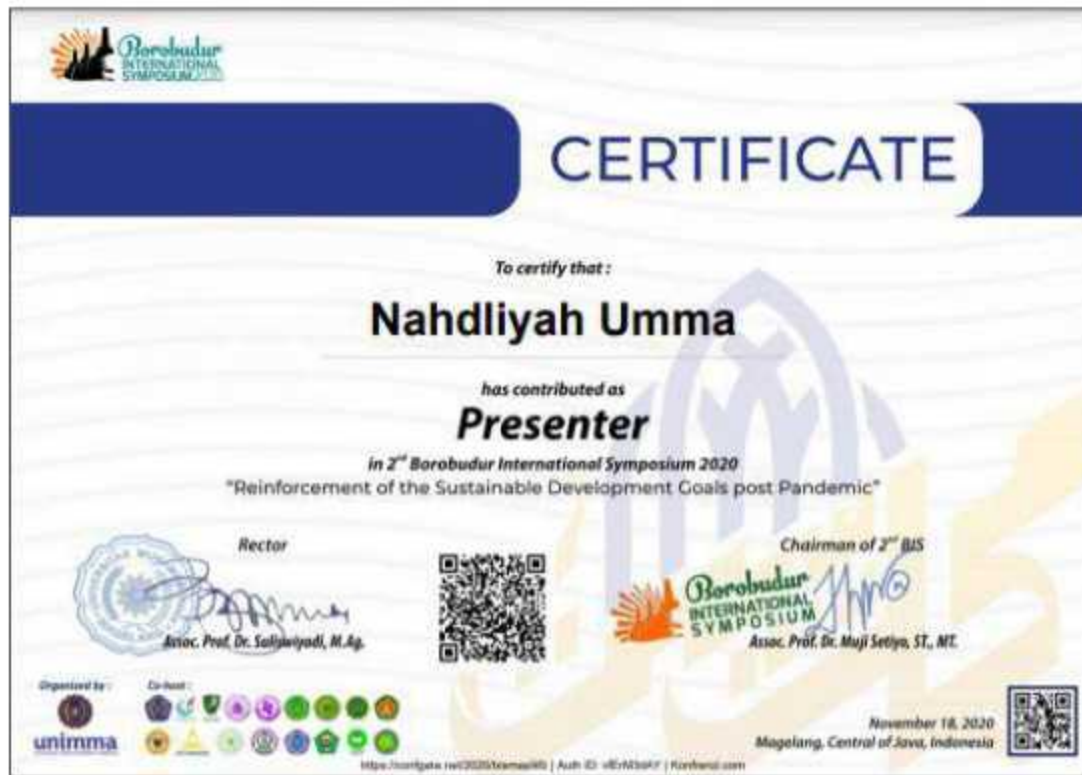 Borobudur
INTERNATIONAL
SYMPOSIUM2020
CERTIFICATE
To certify that :
Nahdliyah Umma
has contributed as
Presenter
in 2nd Borobudur International Symposium 2020
"Reinforcement of the Sustainable Development Goals post Pandemic"
Rector
Assoc. Prof. Dr. Suliswiyadi, M.Ag.
Chairman of 2nd BIS
Borobudur
INTERNATIONAL
SYMPOSIUM
Assoc. Prof. Dr. Muji Setiyo, ST., MT.
Organized by :
unimma
Co-host :
November 18, 2020
Magelang, Central of Java, Indonesia